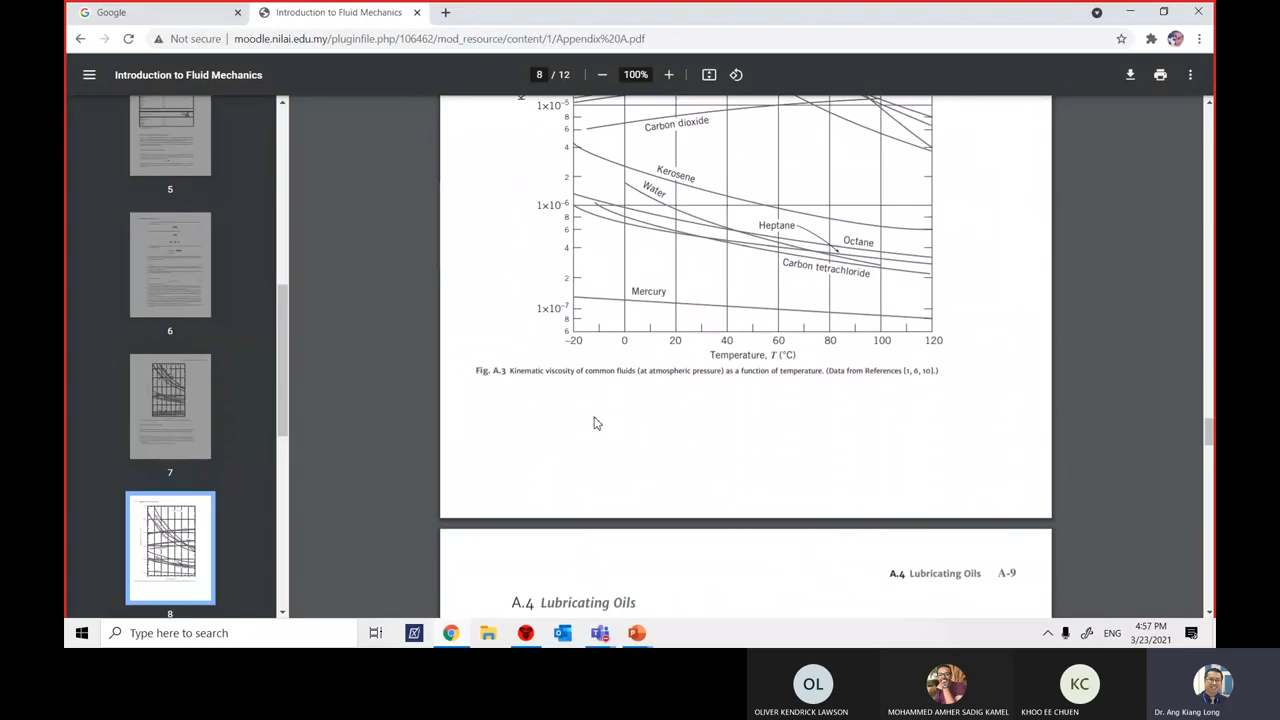 Google
Introduction to Fluid Mechanics
Not secure
moodle.nilai.edu.my/pluginfile.php/106462/mod_resource/content/1/Appendix%20A.pdf
Introduction to Fluid Mechanics
8 / 12
100%
5
6
7
8
1×10⁻⁵
8
6
4
2
1×10⁻⁶
8
6
4
2
1×10⁻⁷
8
6
Carbon dioxide
Kerosene
Water
Heptane
Octane
Carbon tetrachloride
Mercury
-20 0 20 40 60 80 100 120
Temperature, T (°C)
Fig. A.3 Kinematic viscosity of common fluids (at atmospheric pressure) as a function of temperature. (Data from References [1, 6, 10].)
A.4 Lubricating Oils A-9
A.4 Lubricating Oils
Type here to search
ENG
4:57 PM
3/23/2021
OL
KC
OLIVER KENDRICK LAWSON
MOHAMMED AMHER SADIG KAMEL
KHOO EE CHUEN
Dr. Ang Kiang Long